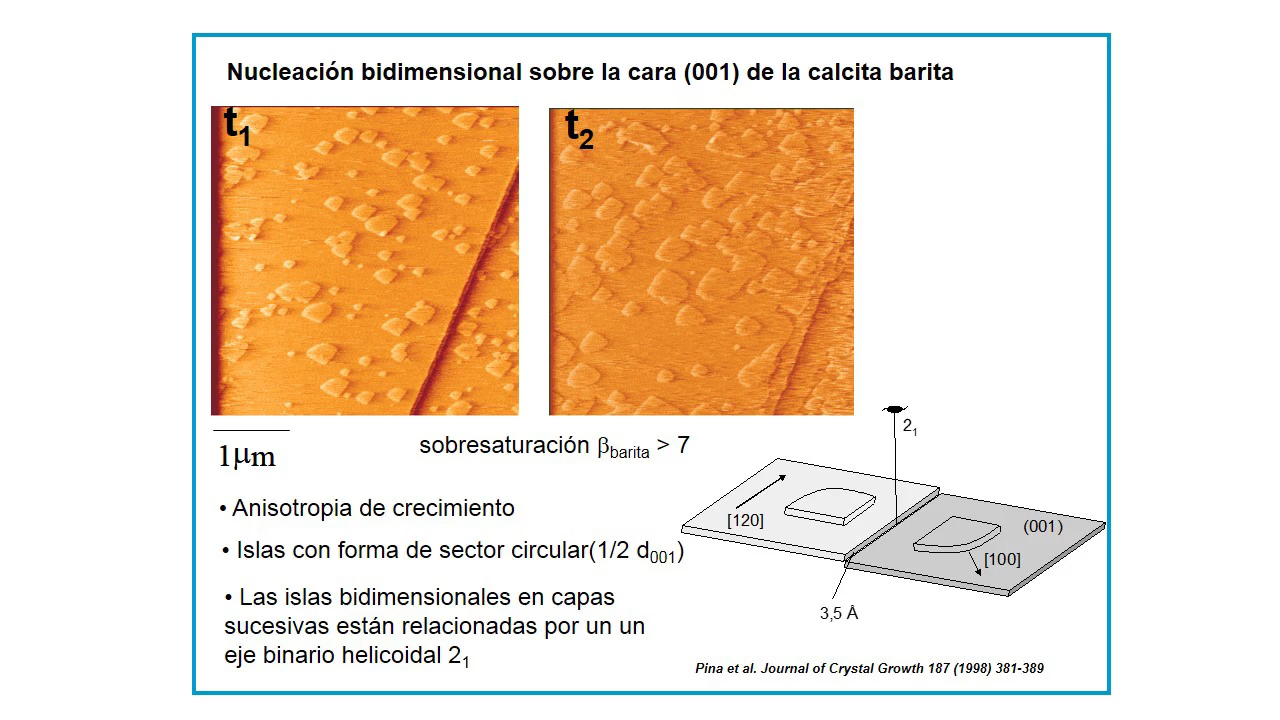 Nucleación bidimensional sobre la cara (001) de la calcita barita
t1
t2
1μm
sobresaturación βbarita > 7
• Anisotropia de crecimiento
• Islas con forma de sector circular(1/2 d001)
• Las islas bidimensionales en capas
sucesivas están relacionadas por un un
eje binario helicoidal 21
21
[120]
(001)
[100]
3,5 Å
Pina et al. Journal of Crystal Growth 187 (1998) 381-389